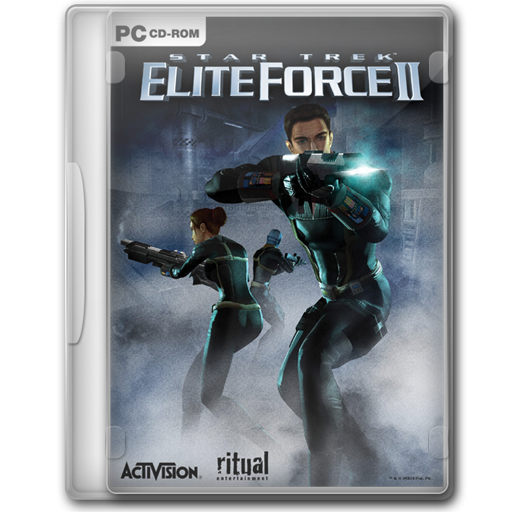 PC CD-ROM
STAR TREK
ELITE FORCE II
ACTIVISION
ritual
entertainment